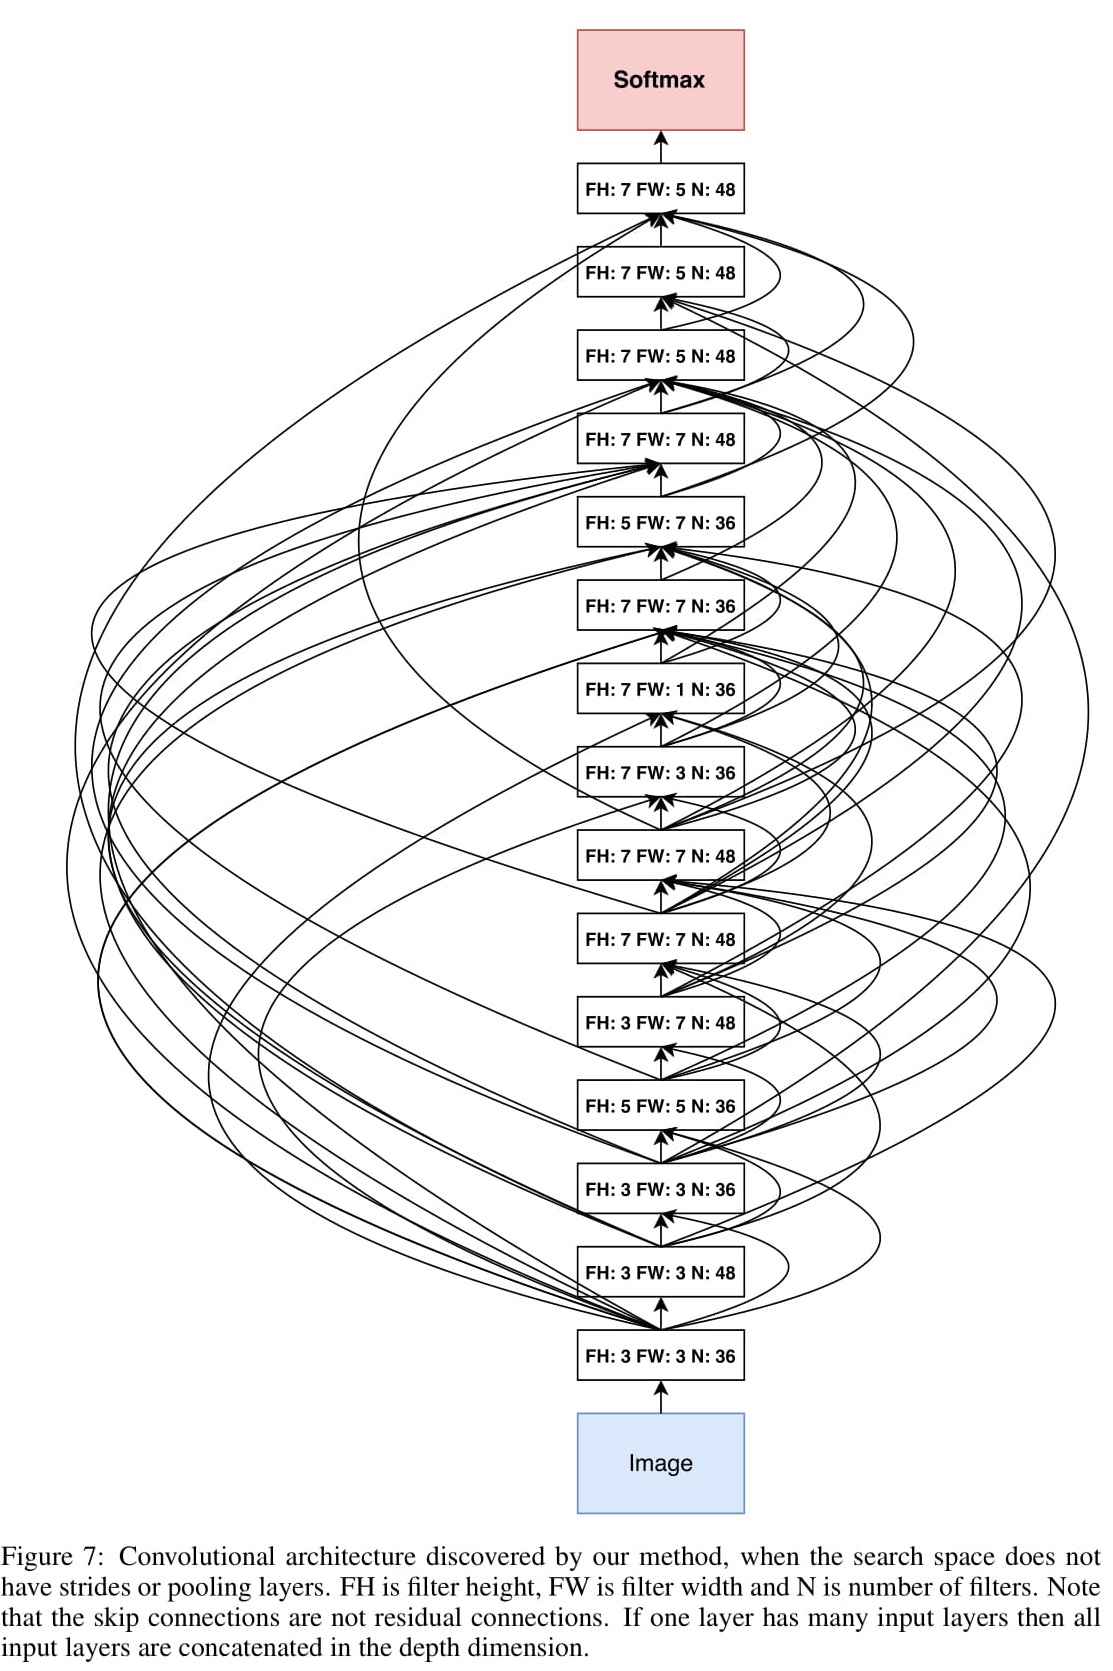 Softmax
FH: 7 FW: 5 N: 48
FH: 7 FW: 5 N: 48
FH: 7 FW: 5 N: 48
FH: 7 FW: 7 N: 48
FH: 5 FW: 7 N: 36
FH: 7 FW: 7 N: 36
FH: 7 FW: 1 N: 36
FH: 7 FW: 3 N: 36
FH: 7 FW: 7 N: 48
FH: 7 FW: 7 N: 48
FH: 3 FW: 7 N: 48
FH: 5 FW: 5 N: 36
FH: 3 FW: 3 N: 36
FH: 3 FW: 3 N: 48
FH: 3 FW: 3 N: 36
Image
Figure 7: Convolutional architecture discovered by our method, when the search space does not
have strides or pooling layers. FH is filter height, FW is filter width and N is number of filters. Note
that the skip connections are not residual connections. If one layer has many input layers then all
input layers are concatenated in the depth dimension.